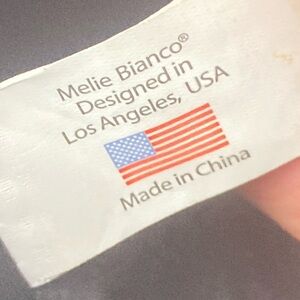 Melie Bianco®
Designed in
Los Angeles, USA
Made in China